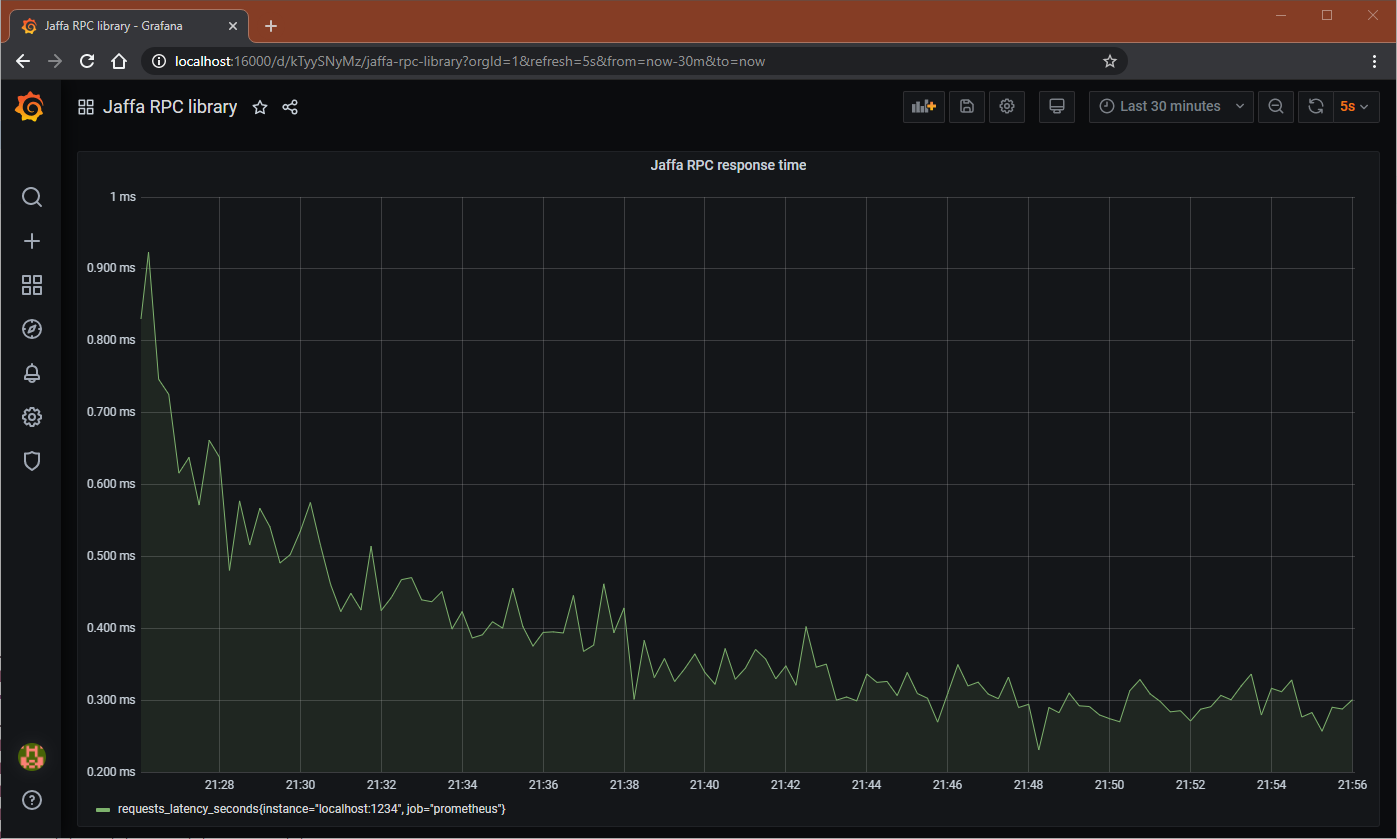 Jaffa RPC library - Grafana
localhost:16000/d/kTyySNyMz/jaffa-rpc-library?orgId=1&refresh=5s&from=now-30m&to=now
Jaffa RPC library
Last 30 minutes
5s
Jaffa RPC response time
1 ms
0.900 ms
0.800 ms
0.700 ms
0.600 ms
0.500 ms
0.400 ms
0.300 ms
0.200 ms
21:28 21:30 21:32 21:34 21:36 21:38 21:40 21:42 21:44 21:46 21:48 21:50 21:52 21:54 21:56
requests_latency_seconds{instance="localhost:1234", job="prometheus"}